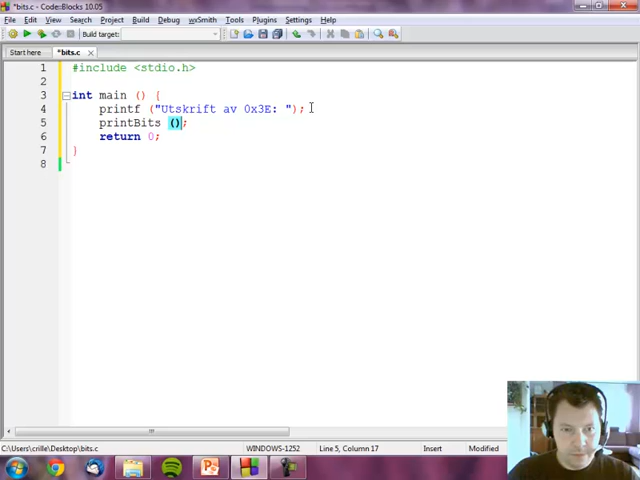 *bits.c - Code::Blocks 10.05
File Edit View Search Project Build Debug wxSmith Tools Plugins Settings Help
Build target:
Start here *bits.c
1 #include <stdio.h>
2
3 int main () {
4 printf ("Utskrift av 0x3E: ");
5 printBits ();
6 return 0;
7 }
8
C:\Users\crille\Desktop\bits.c WINDOWS-1252 Line 5, Column 17 Insert Modified